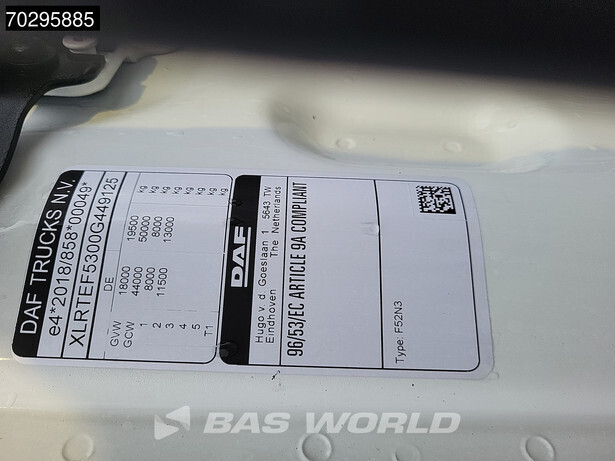 70295885
DAF TRUCKS N.V.
e4*2018/858*00049*
XLRTEF5300G449125
DE
GVW 18000 19500 kg
GCW 44000 50000 kg
1 8000 8000 kg
2 11500 13000 kg
3 kg
4 kg
5 kg
T1 kg
DAF
Hugo v. d. Goeslaan 1 5643 TW
Eindhoven The Netherlands
96/53/EC ARTICLE 9A COMPLIANT
Type: F52N3
BAS WORLD